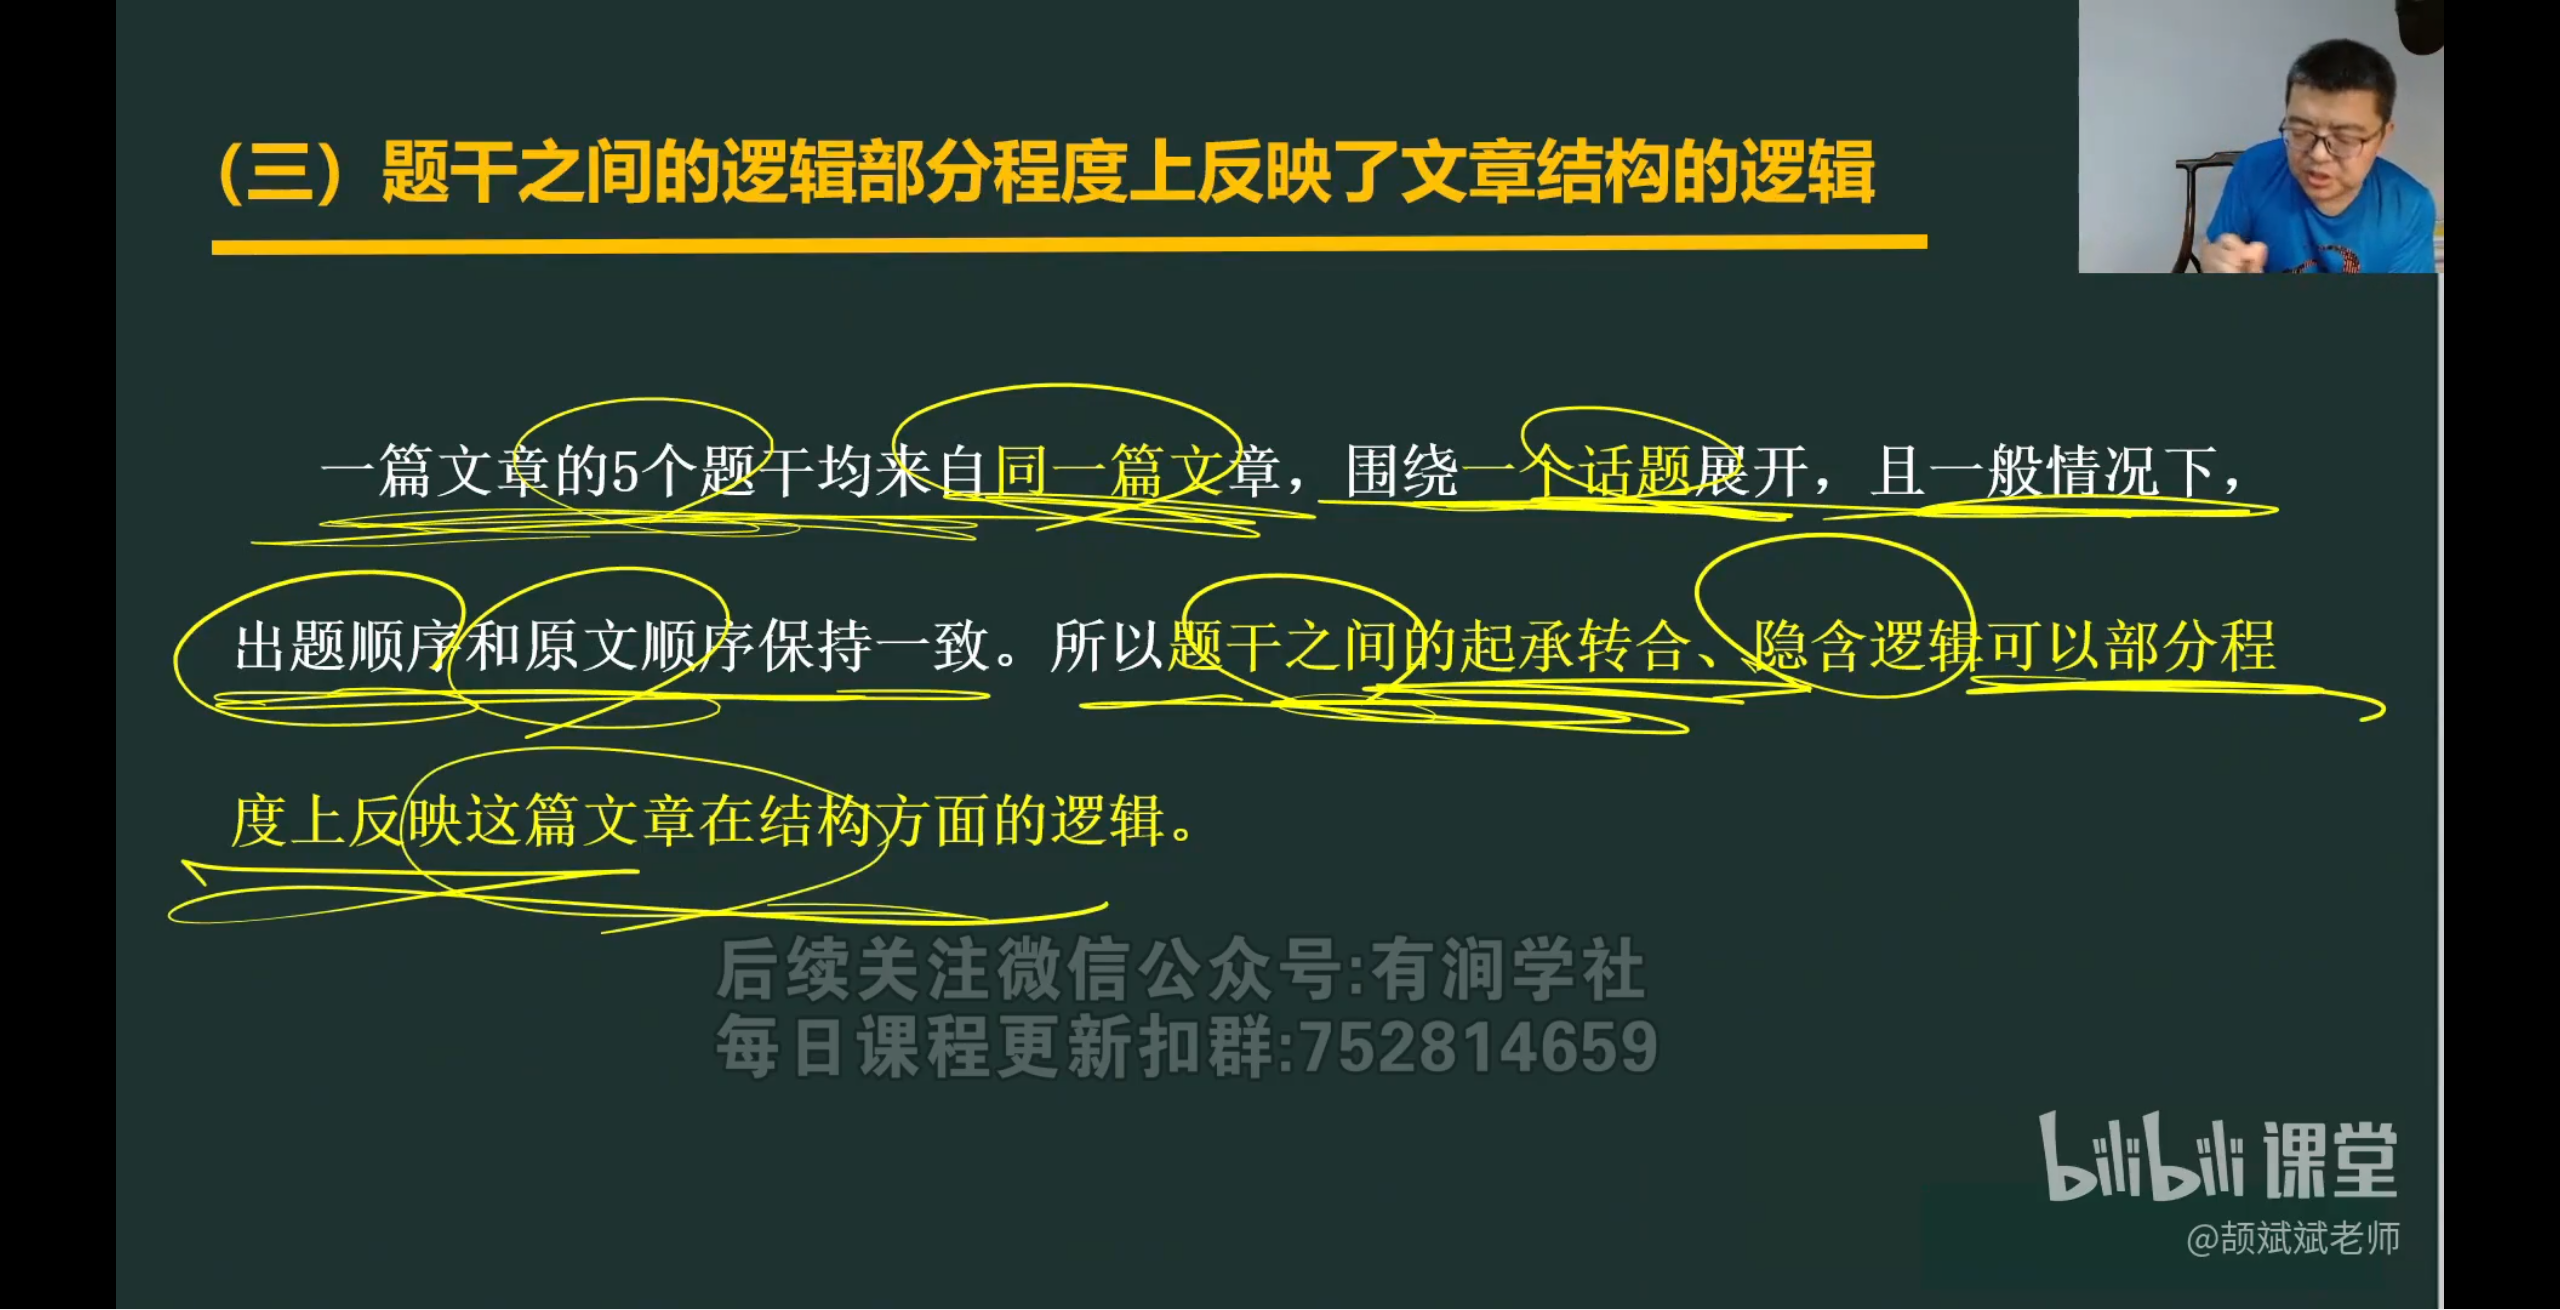 （三）题干之间的逻辑部分程度上反映了文章结构的逻辑
一篇文章的5个题干均来自同一篇文章，围绕一个话题展开，且一般情况下，
出题顺序和原文顺序保持一致。所以题干之间的起承转合、隐含逻辑可以部分程
度上反映这篇文章在结构方面的逻辑。
后续关注微信公众号:有涧学社
每日课程更新扣群:752814659
bilibili课堂
@颉斌斌老师